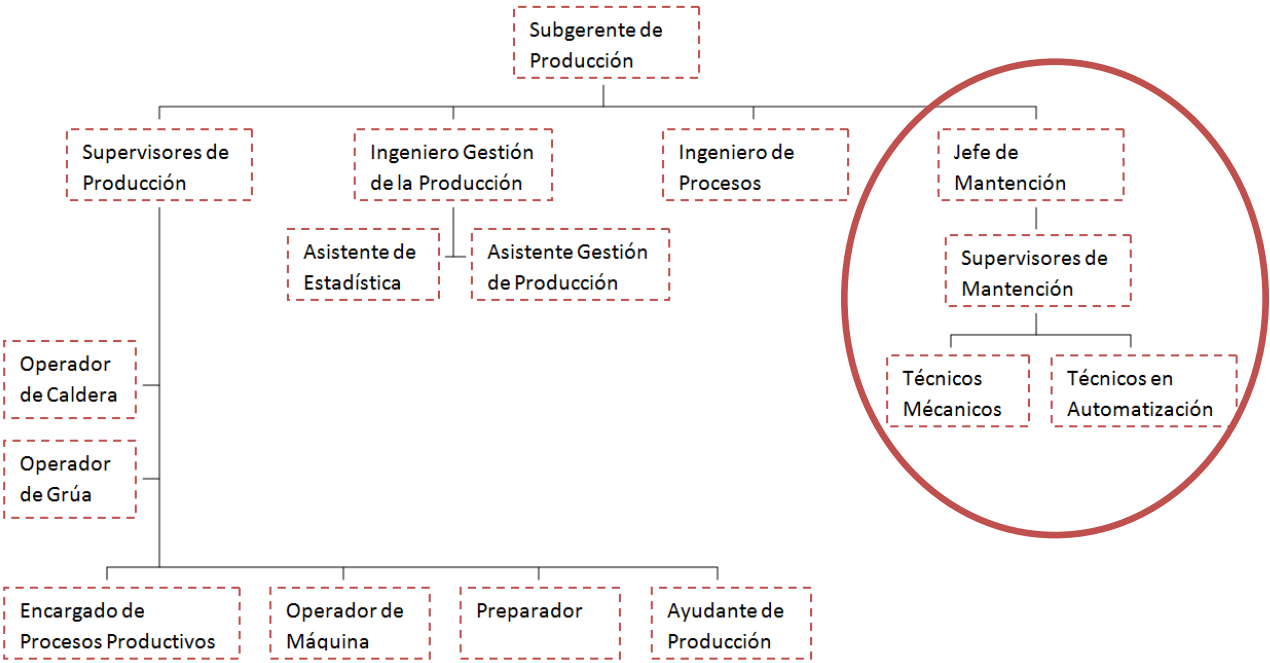 Subgerente de
Producción
Supervisores de
Producción
Ingeniero Gestión
de la Producción
Ingeniero de
Procesos
Jefe de
Mantención
Asistente de
Estadística
Asistente Gestión
de Producción
Supervisores de
Mantención
Operador
de Caldera
Técnicos
Mécanicos
Técnicos en
Automatización
Operador
de Grúa
Encargado de
Procesos Productivos
Operador de
Máquina
Preparador
Ayudante de
Producción